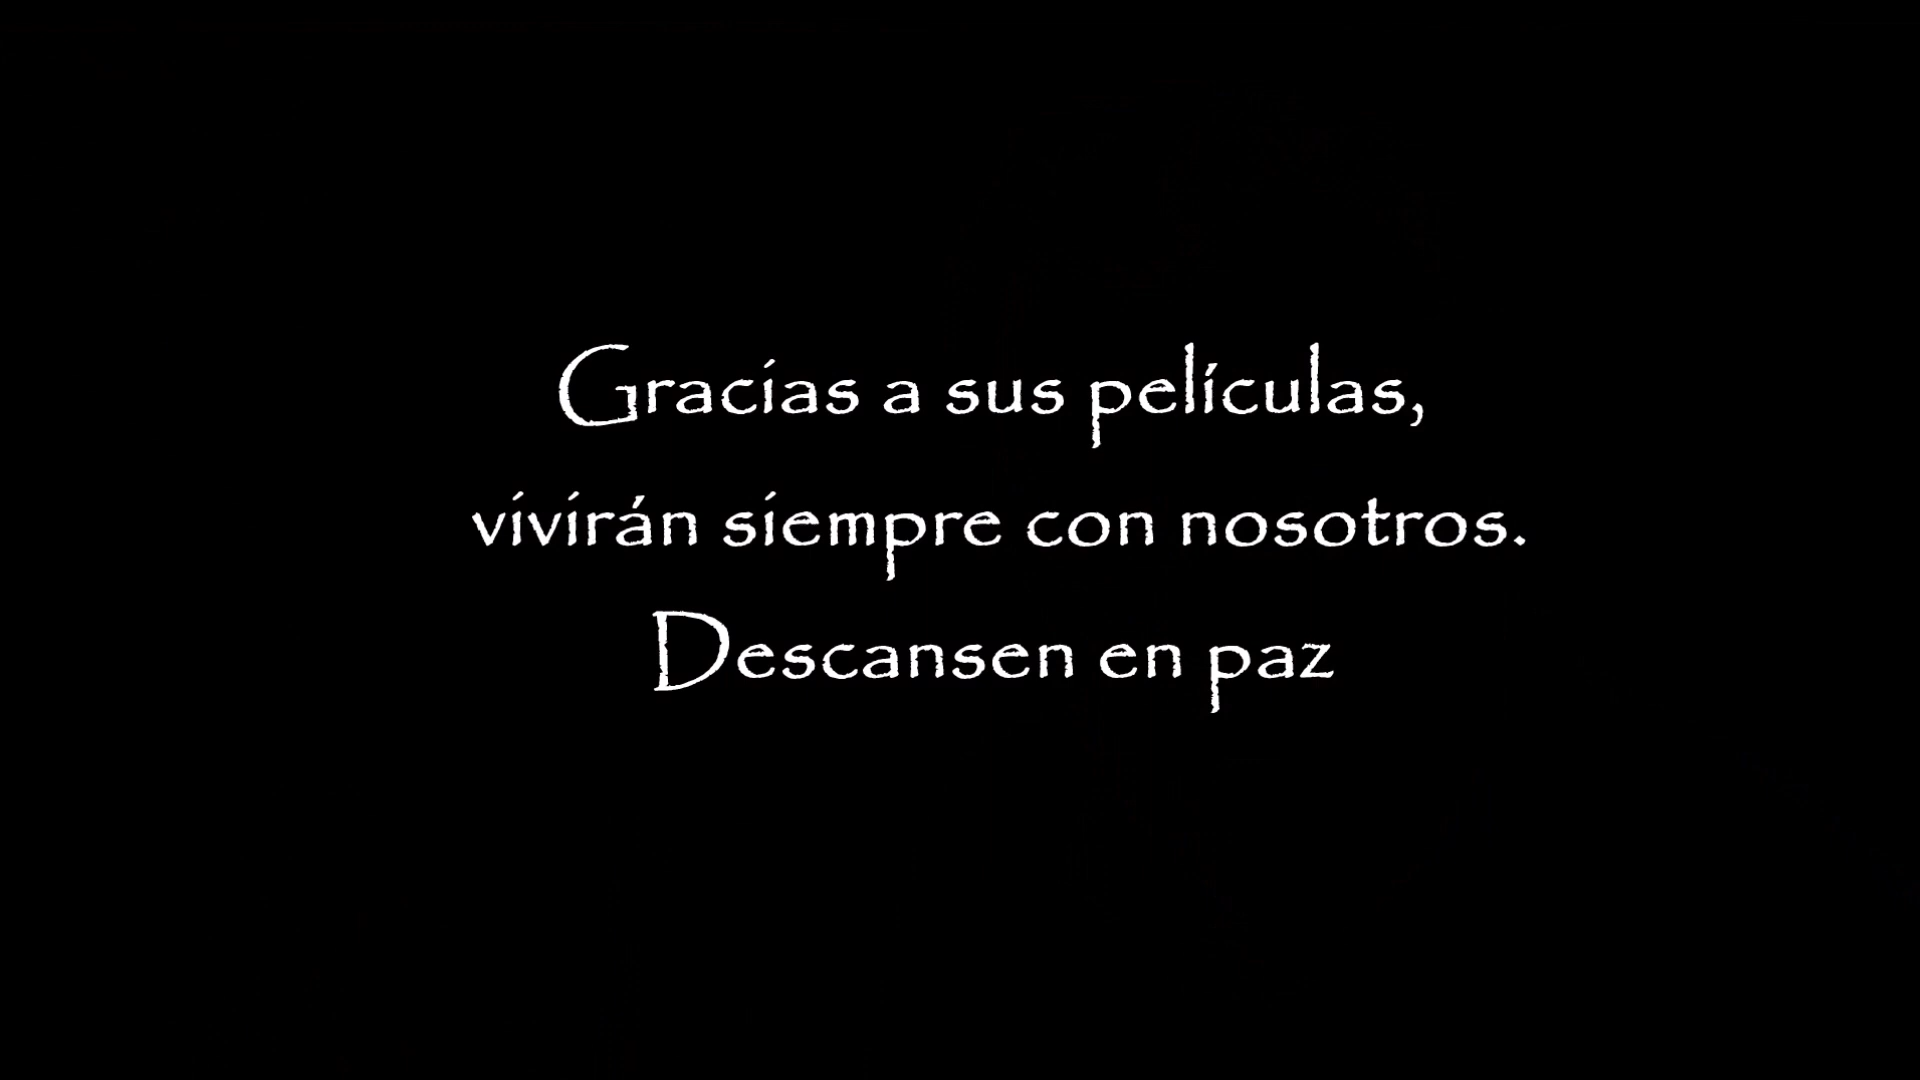 Gracias a sus películas,
vivirán siempre con nosotros.
Descansen en paz